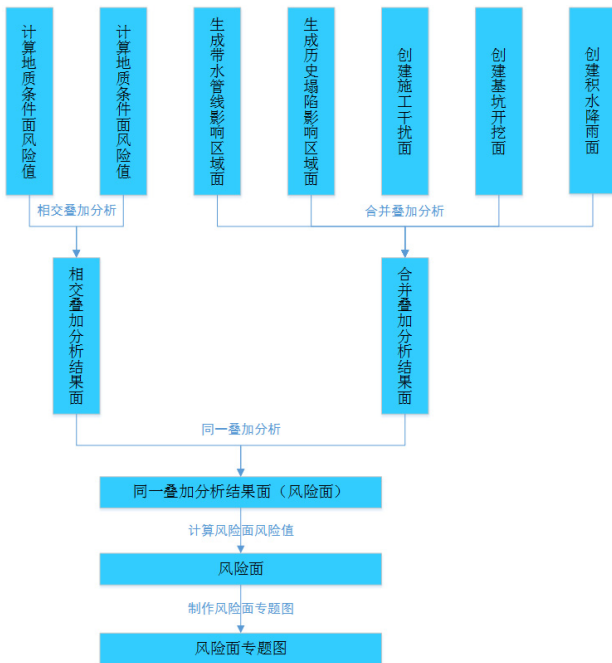 计算地质条件面风险值
计算地质条件面风险值
生成带水管线影响区域面
生成历史塌陷影响区域面
创建施工干扰面
创建基坑开挖面
创建积水降雨面
相交叠加分析
合并叠加分析
相交叠加分析结果面
合并叠加分析结果面
同一叠加分析
同一叠加分析结果面（风险面）
计算风险面风险值
风险面
制作风险面专题图
风险面专题图